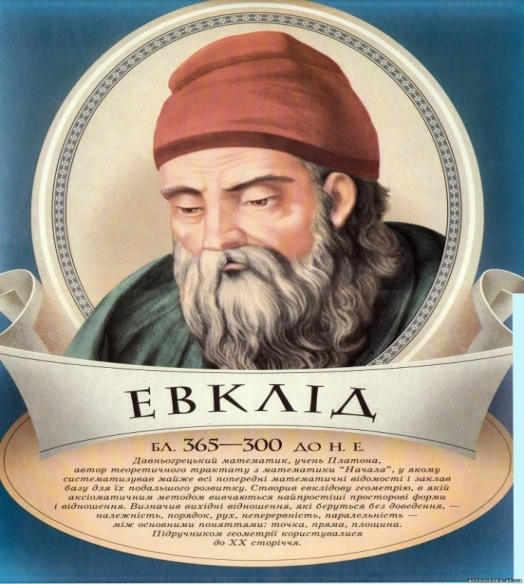 ЕВКЛІД
БЛ. 365—300 ДО Н. Е.
Давньогрецький математик, учень Платона,
автор теоретичного трактату з математики “Начала”, у якому
систематизував майже всі попередні математичні відомості і заклав
базу для їх подальшого розвитку. Створив евклідову геометрію, в якій
аксіоматичним методом вивчаються найпростіші просторові форми
і відношення. Визначив вихідні відношення, які беруться без доведення, —
належність, порядок, рух, неперервність, паралельність —
між основними поняттями: точка, пряма, площина.
Підручником геометрії користувалися
до XX сторіччя.